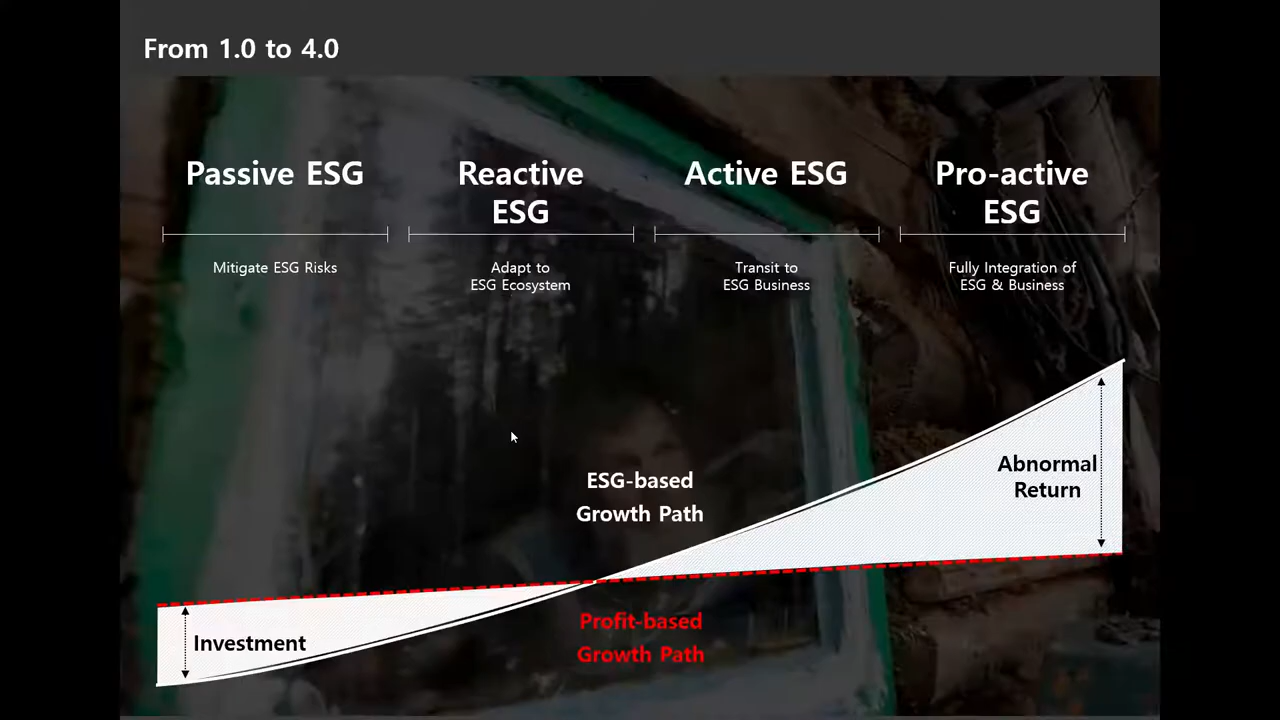 From 1.0 to 4.0
Passive ESG
Mitigate ESG Risks
Reactive
ESG
Adapt to
ESG Ecosystem
Active ESG
Transit to
ESG Business
Pro-active
ESG
Fully Integration of
ESG & Business
ESG-based
Growth Path
Abnormal
Return
Investment
Profit-based
Growth Path